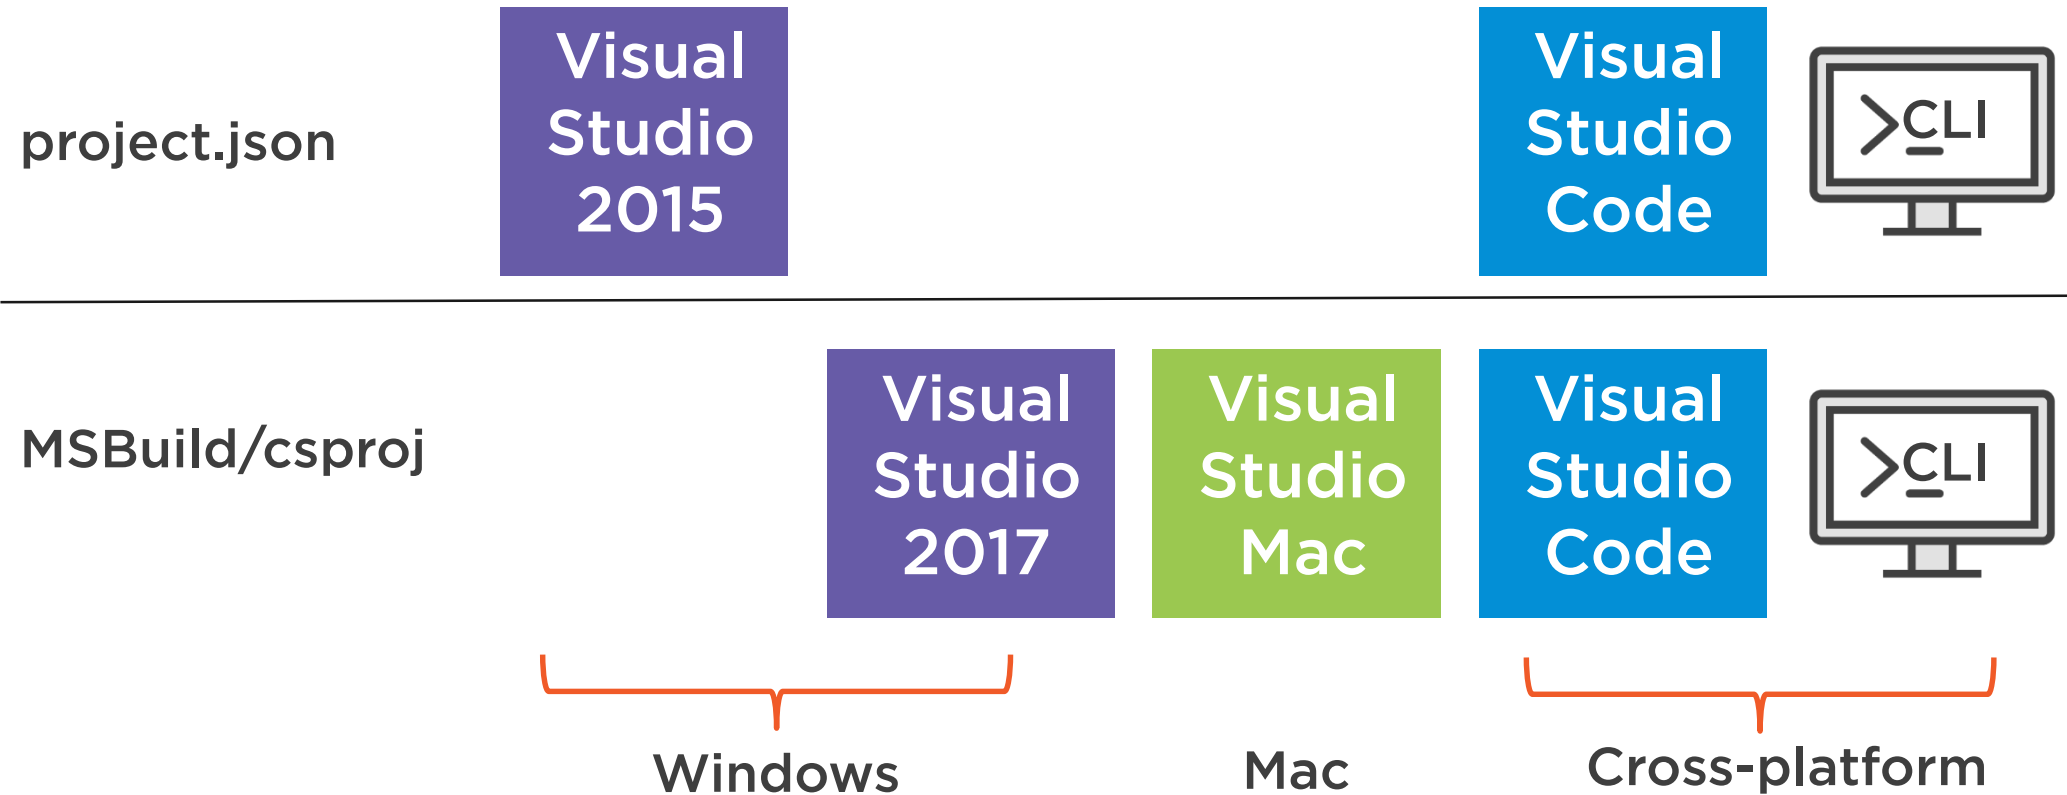 project.json
Visual
Studio
2015
Visual
Studio
Code
CLI
MSBuild/csproj
Visual
Studio
2017
Visual
Studio
Mac
Visual
Studio
Code
CLI
Windows
Mac
Cross-platform